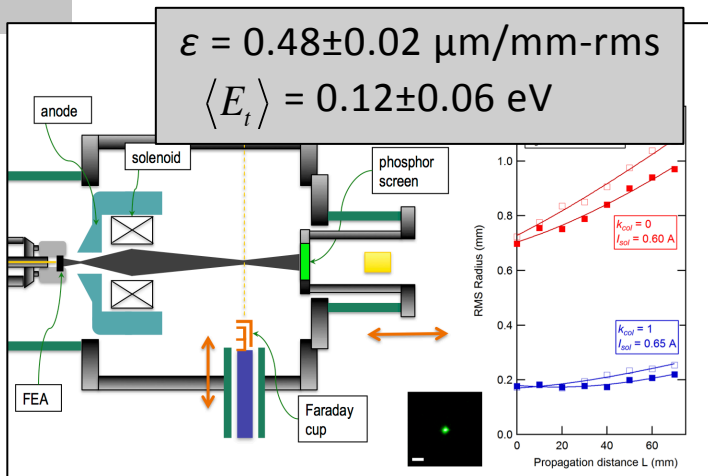 ε = 0.48±0.02 μm/mm-rms
⟨E_t⟩ = 0.12±0.06 eV
anode
solenoid
phosphor
screen
FEA
Faraday
cup
1.0
0.8
0.6
0.4
0.2
0.0
RMS Radius (mm)
k_col = 0
I_sol = 0.60 A
k_col = 1
I_sol = 0.65 A
0
20
40
60
Propagation distance L (mm)